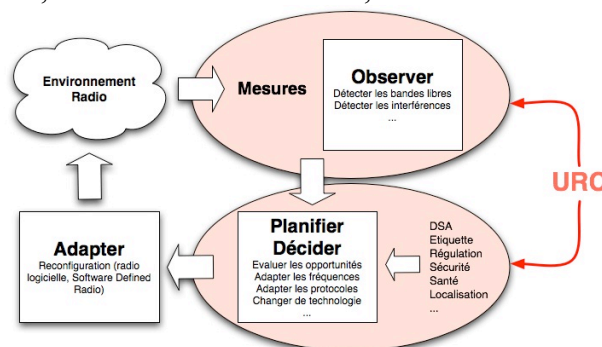 Environnement
Radio
Mesures
Observer
Détecter les bandes libres
Détecter les interférences
...
URC
Planifier
Décider
Evaluer les opportunités
Adapter les fréquences
Adapter les protocoles
Changer de technologie
...
DSA
Etiquette
Régulation
Sécurité
Santé
Localisation
...
Adapter
Reconfiguration (radio
logicielle, Software Defined
Radio)